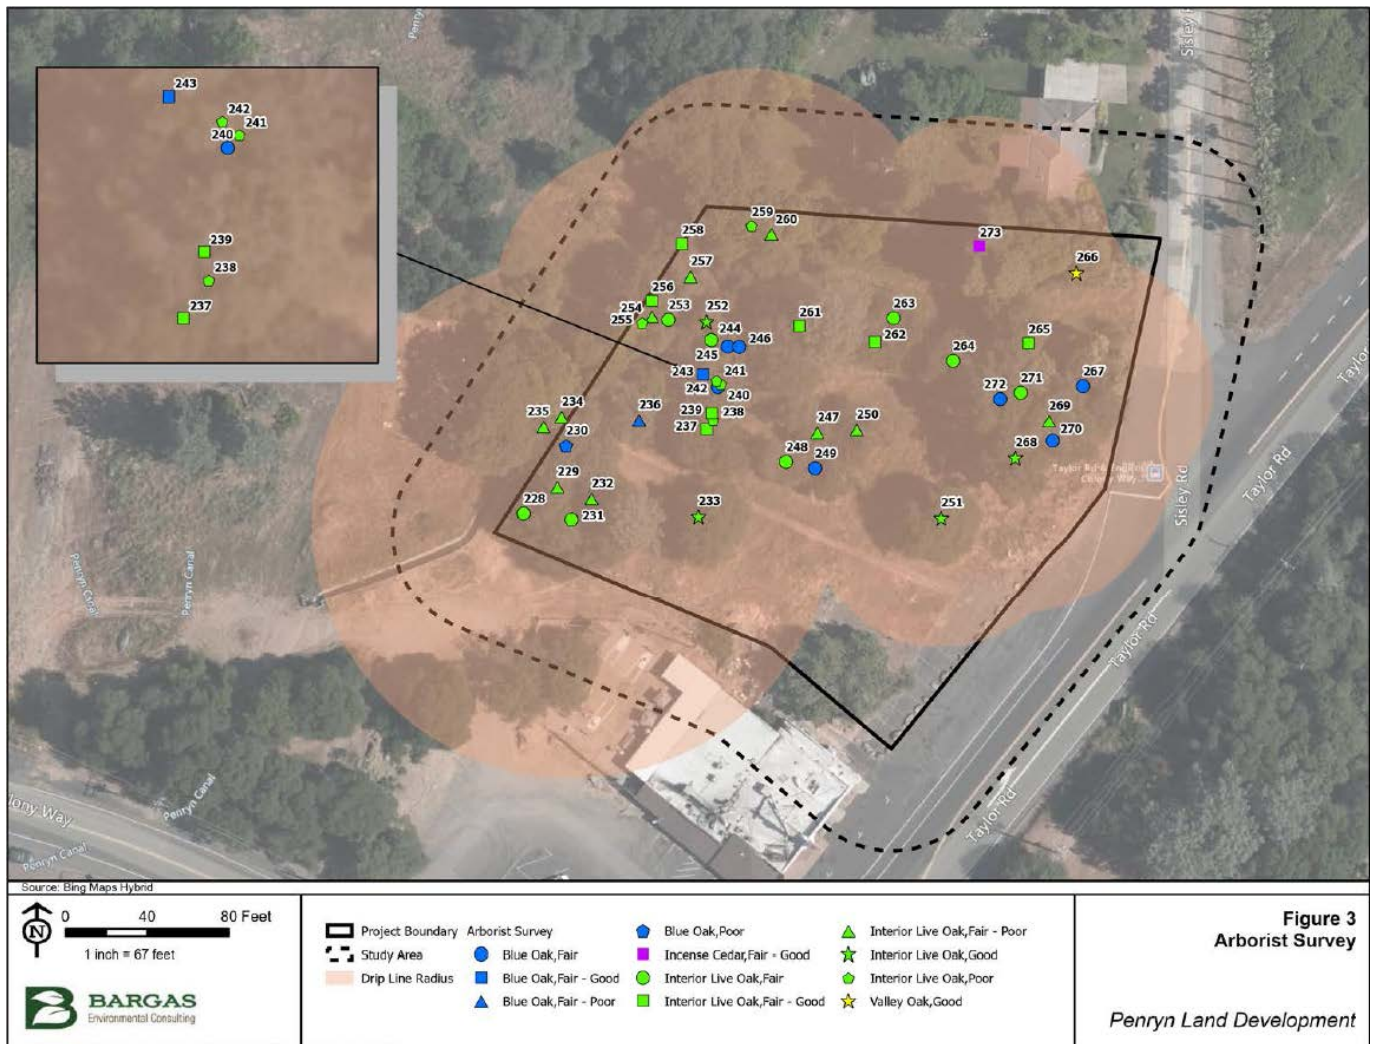 Penryn
Sisley R
243
242
241
240
239
238
237
259
260
258
273
257
266
256
254
253
252
255
261
263
244
246
262
265
245
264
243
241
242
240
272
271
267
234
235
236
239
238
237
247
250
269
230
270
248
249
268
229
232
228
231
233
251
Sisley Rd
Taylor Rd
Taylor
Penryn Canal
Penryn Canal
Taylor Rd
Taylor Rd
Penryn Canal
lony Way
Penryn Canal
Source: Bing Maps Hybrid
N
0 40 80 Feet
1 inch = 67 feet
BARGAS
Environmental Consulting
Project Boundary
Study Area
Drip Line Radius
Arborist Survey
Blue Oak,Fair
Blue Oak,Fair - Good
Blue Oak,Fair - Poor
Blue Oak,Poor
Incense Cedar,Fair - Good
Interior Live Oak,Fair
Interior Live Oak,Fair - Good
Interior Live Oak,Fair - Poor
Interior Live Oak,Good
Interior Live Oak,Poor
Valley Oak,Good
Figure 3
Arborist Survey
Penryn Land Development